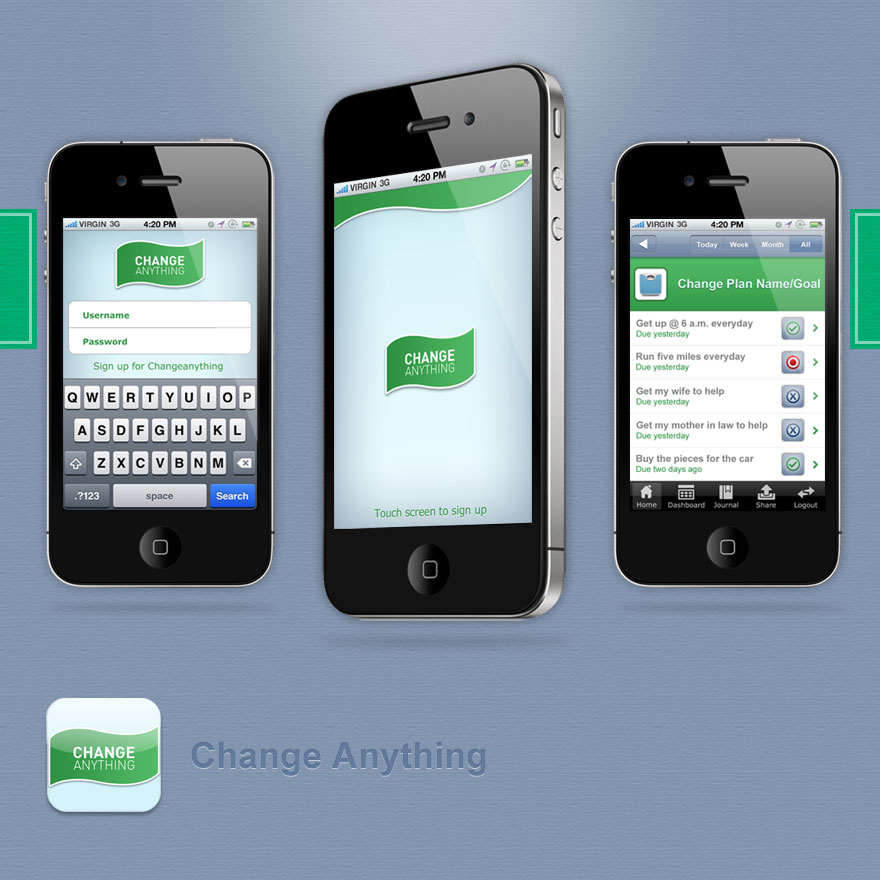 VIRGIN 3G 4:20 PM
CHANGE
ANYTHING
Username
Password
Sign up for Changeanything
Q W E R T Y U I O P
A S D F G H J K L
Z X C V B N M
.?123 space Search
VIRGIN 3G 4:20 PM
CHANGE
ANYTHING
Touch screen to sign up
VIRGIN 3G 4:20 PM
Today Week Month All
Change Plan Name/Goal
Get up @ 6 a.m. everyday
Due yesterday
Run five miles everyday
Due yesterday
Get my wife to help
Due yesterday
Get my mother in law to help
Due yesterday
Buy the pieces for the car
Due two days ago
Home Dashboard Journal Share Logout
CHANGE
ANYTHING
Change Anything